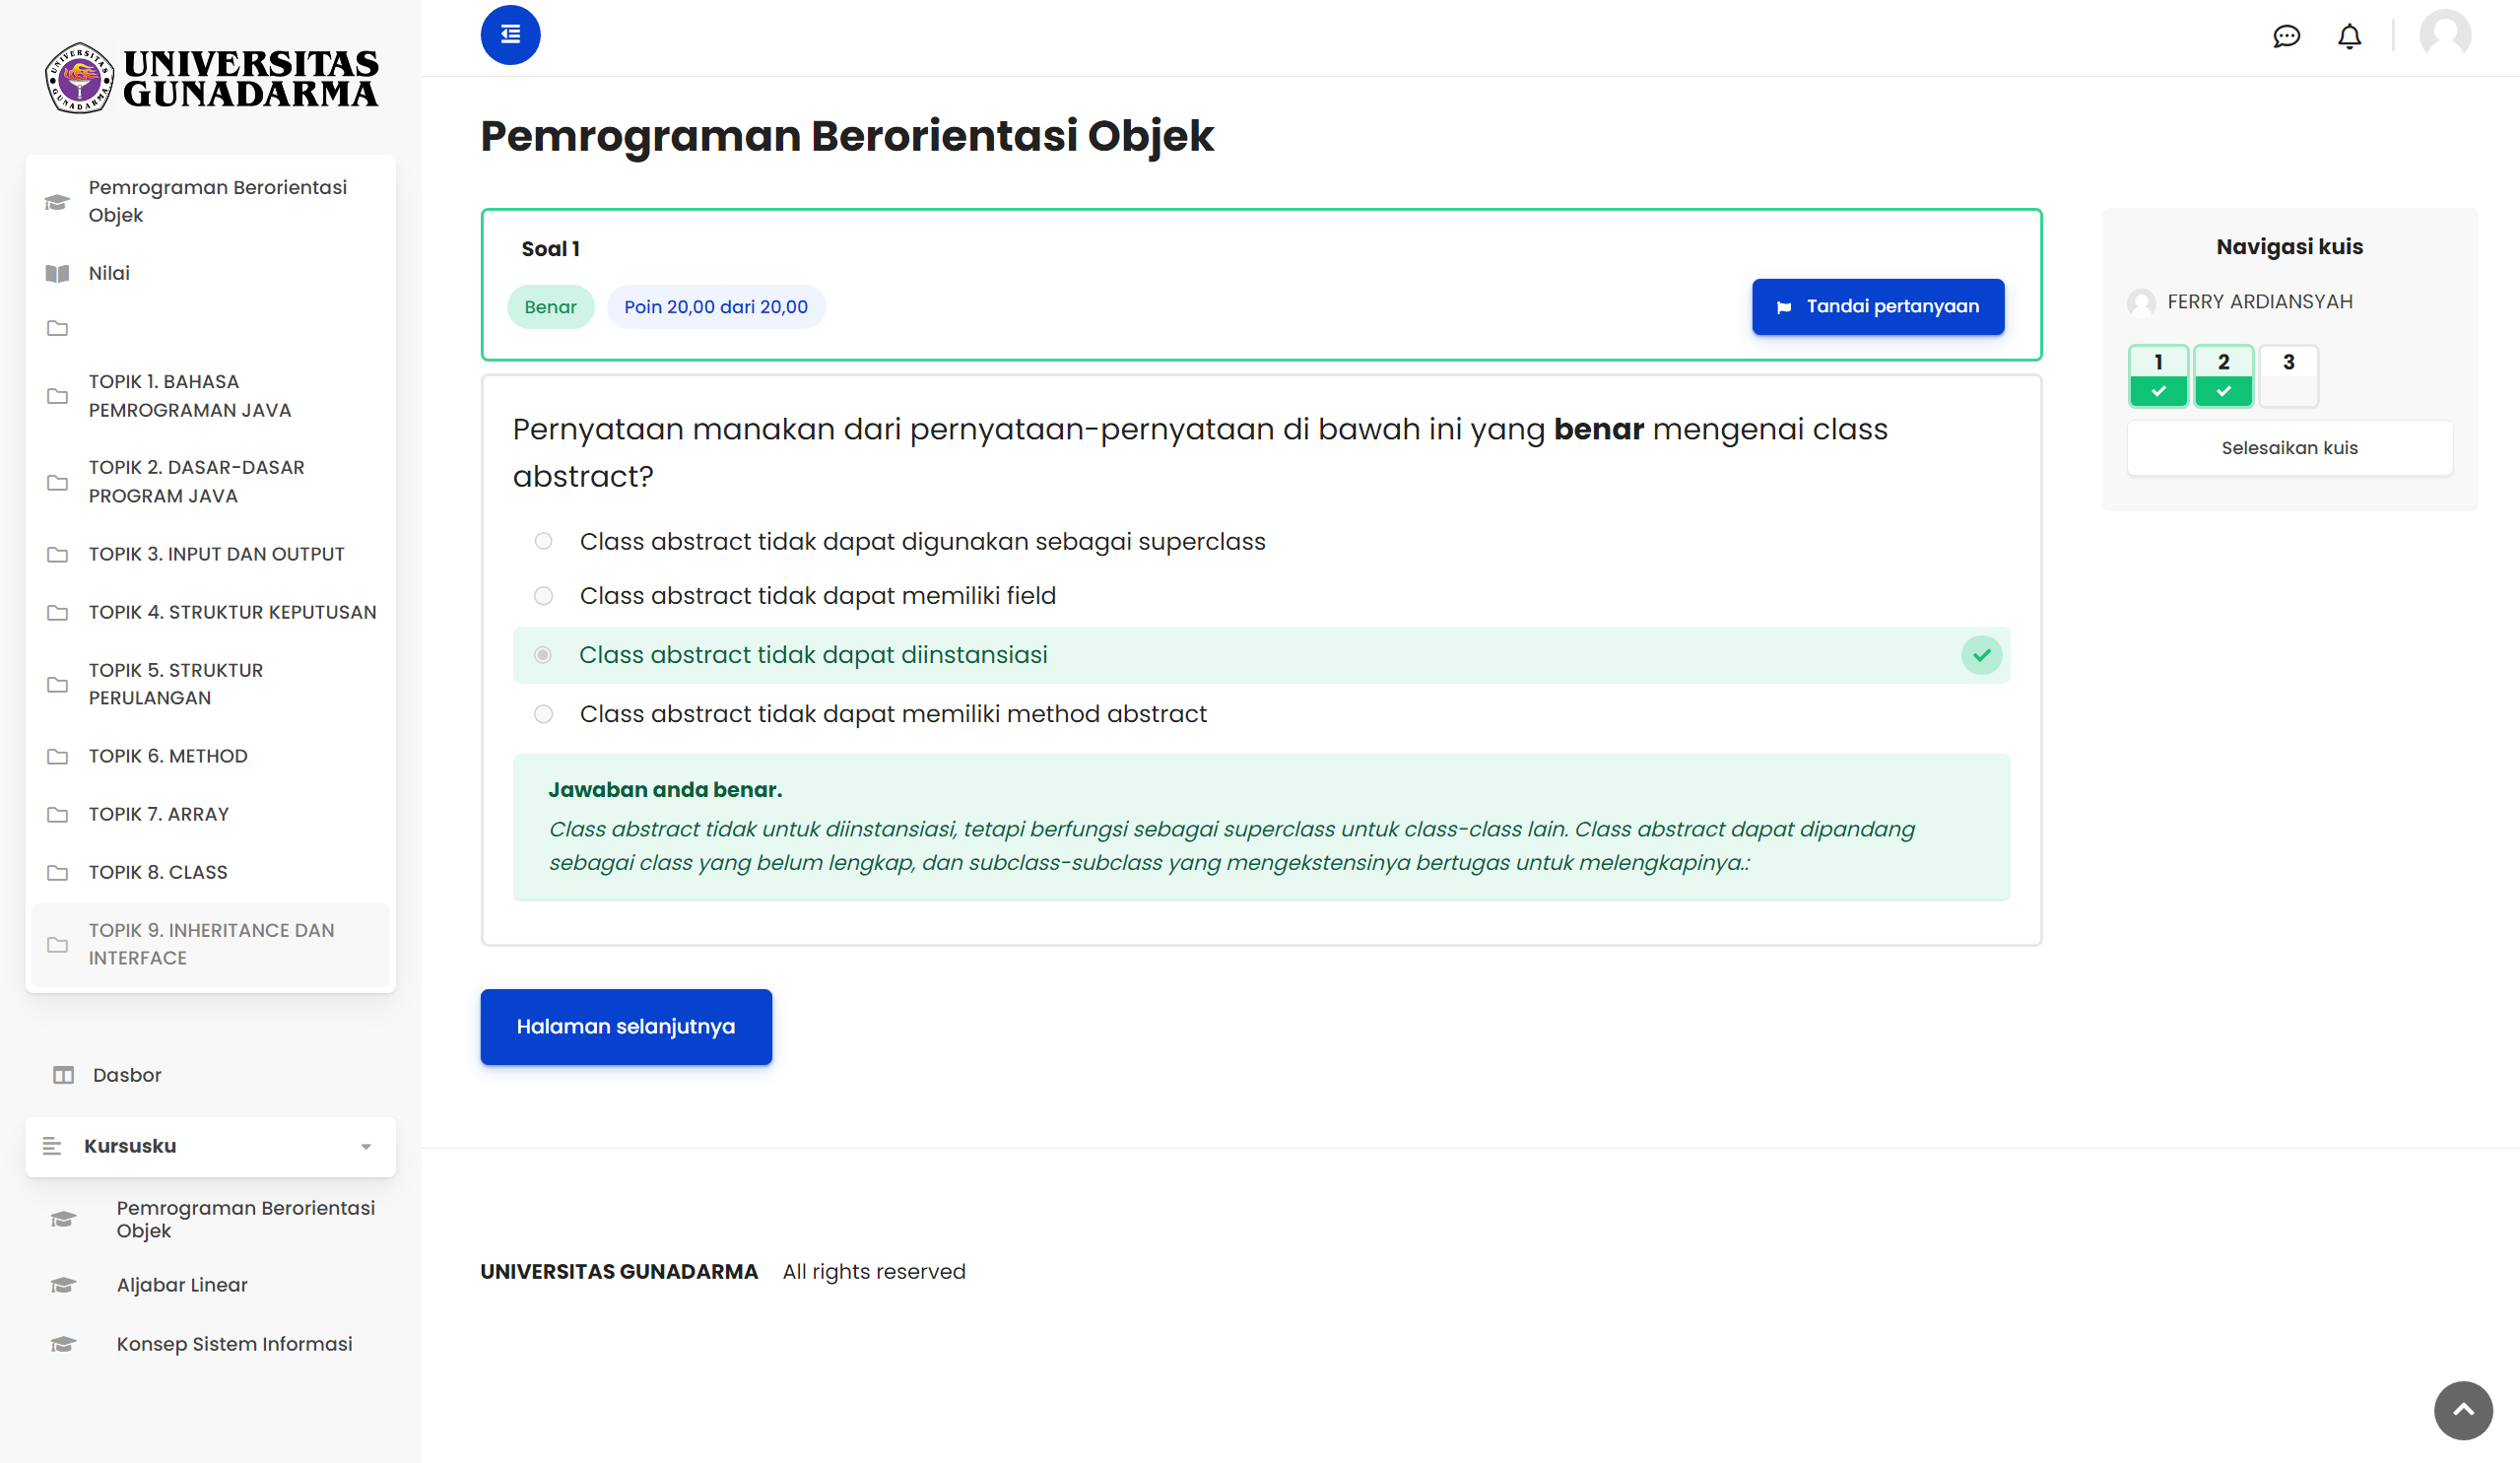 UNIVERSITAS
GUNADARMA
UNIVERSITAS
GUNADARMA
Pemrograman Berorientasi
Objek
Nilai
TOPIK 1. BAHASA
PEMROGRAMAN JAVA
TOPIK 2. DASAR-DASAR
PROGRAM JAVA
TOPIK 3. INPUT DAN OUTPUT
TOPIK 4. STRUKTUR KEPUTUSAN
TOPIK 5. STRUKTUR
PERULANGAN
TOPIK 6. METHOD
TOPIK 7. ARRAY
TOPIK 8. CLASS
TOPIK 9. INHERITANCE DAN
INTERFACE
Dasbor
Kursusku
Pemrograman Berorientasi
Objek
Aljabar Linear
Konsep Sistem Informasi
Pemrograman Berorientasi Objek
Soal 1
Benar
Poin 20,00 dari 20,00
Tandai pertanyaan
Pernyataan manakan dari pernyataan-pernyataan di bawah ini yang benar mengenai class
abstract?
Class abstract tidak dapat digunakan sebagai superclass
Class abstract tidak dapat memiliki field
Class abstract tidak dapat diinstansiasi
Class abstract tidak dapat memiliki method abstract
Jawaban anda benar.
Class abstract tidak untuk diinstansiasi, tetapi berfungsi sebagai superclass untuk class-class lain. Class abstract dapat dipandang
sebagai class yang belum lengkap, dan subclass-subclass yang mengekstensinya bertugas untuk melengkapinya.:
Halaman selanjutnya
Navigasi kuis
FERRY ARDIANSYAH
1 2 3
Selesaikan kuis
UNIVERSITAS GUNADARMA All rights reserved